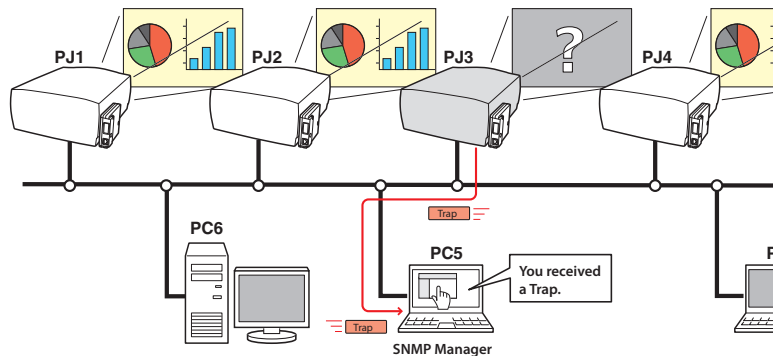 PJ1
PJ2
PJ3
?
PJ4
Trap
PC6
PC5
You received
a Trap.
Trap
SNMP Manager
P